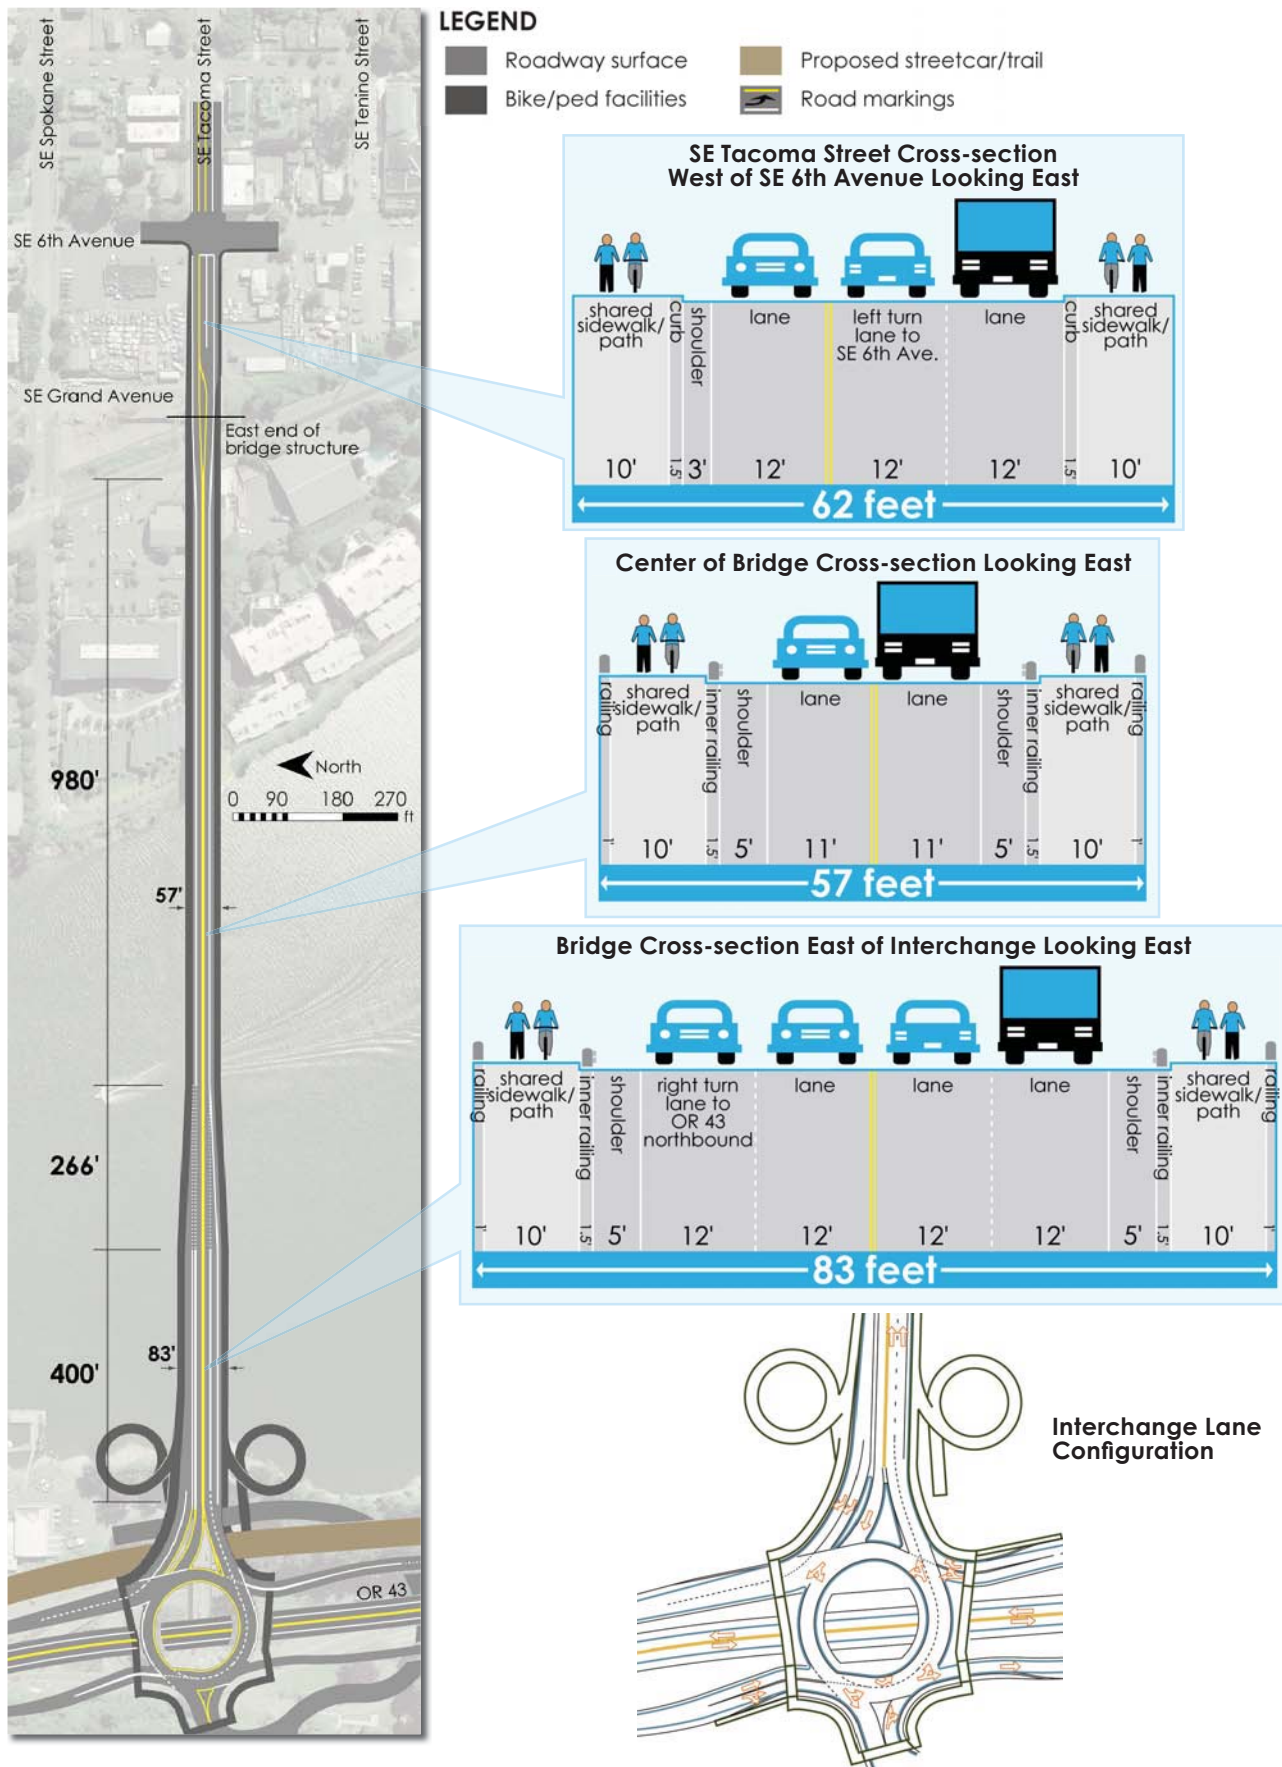 LEGEND
Roadway surface
Proposed streetcar/trail
Bike/ped facilities
Road markings
SE Spokane Street
SE Tacoma Street
SE Tenino Street
SE 6th Avenue
SE Grand Avenue
East end of
bridge structure
North
0 90 180 270
ft
980'
57'
266'
83'
400'
OR 43
SE Tacoma Street Cross-section
West of SE 6th Avenue Looking East
shared
sidewalk/
path
curb
shoulder
lane
left turn
lane to
SE 6th Ave.
lane
curb
shared
sidewalk/
path
10' 1.5' 3' 12' 12' 12' 1.5' 10'
62 feet
Center of Bridge Cross-section Looking East
railing
shared
sidewalk/
path
inner railing
shoulder
lane
lane
shoulder
inner railing
shared
sidewalk/
path
railing
1' 10' 1.5' 5' 11' 11' 5' 1.5' 10' 1'
57 feet
Bridge Cross-section East of Interchange Looking East
railing
shared
sidewalk/
path
inner railing
shoulder
right turn
lane to
OR 43
northbound
lane
lane
lane
shoulder
inner railing
shared
sidewalk/
path
railing
1' 10' 1.5' 5' 12' 12' 12' 12' 5' 1.5' 10' 1'
83 feet
Interchange Lane
Configuration